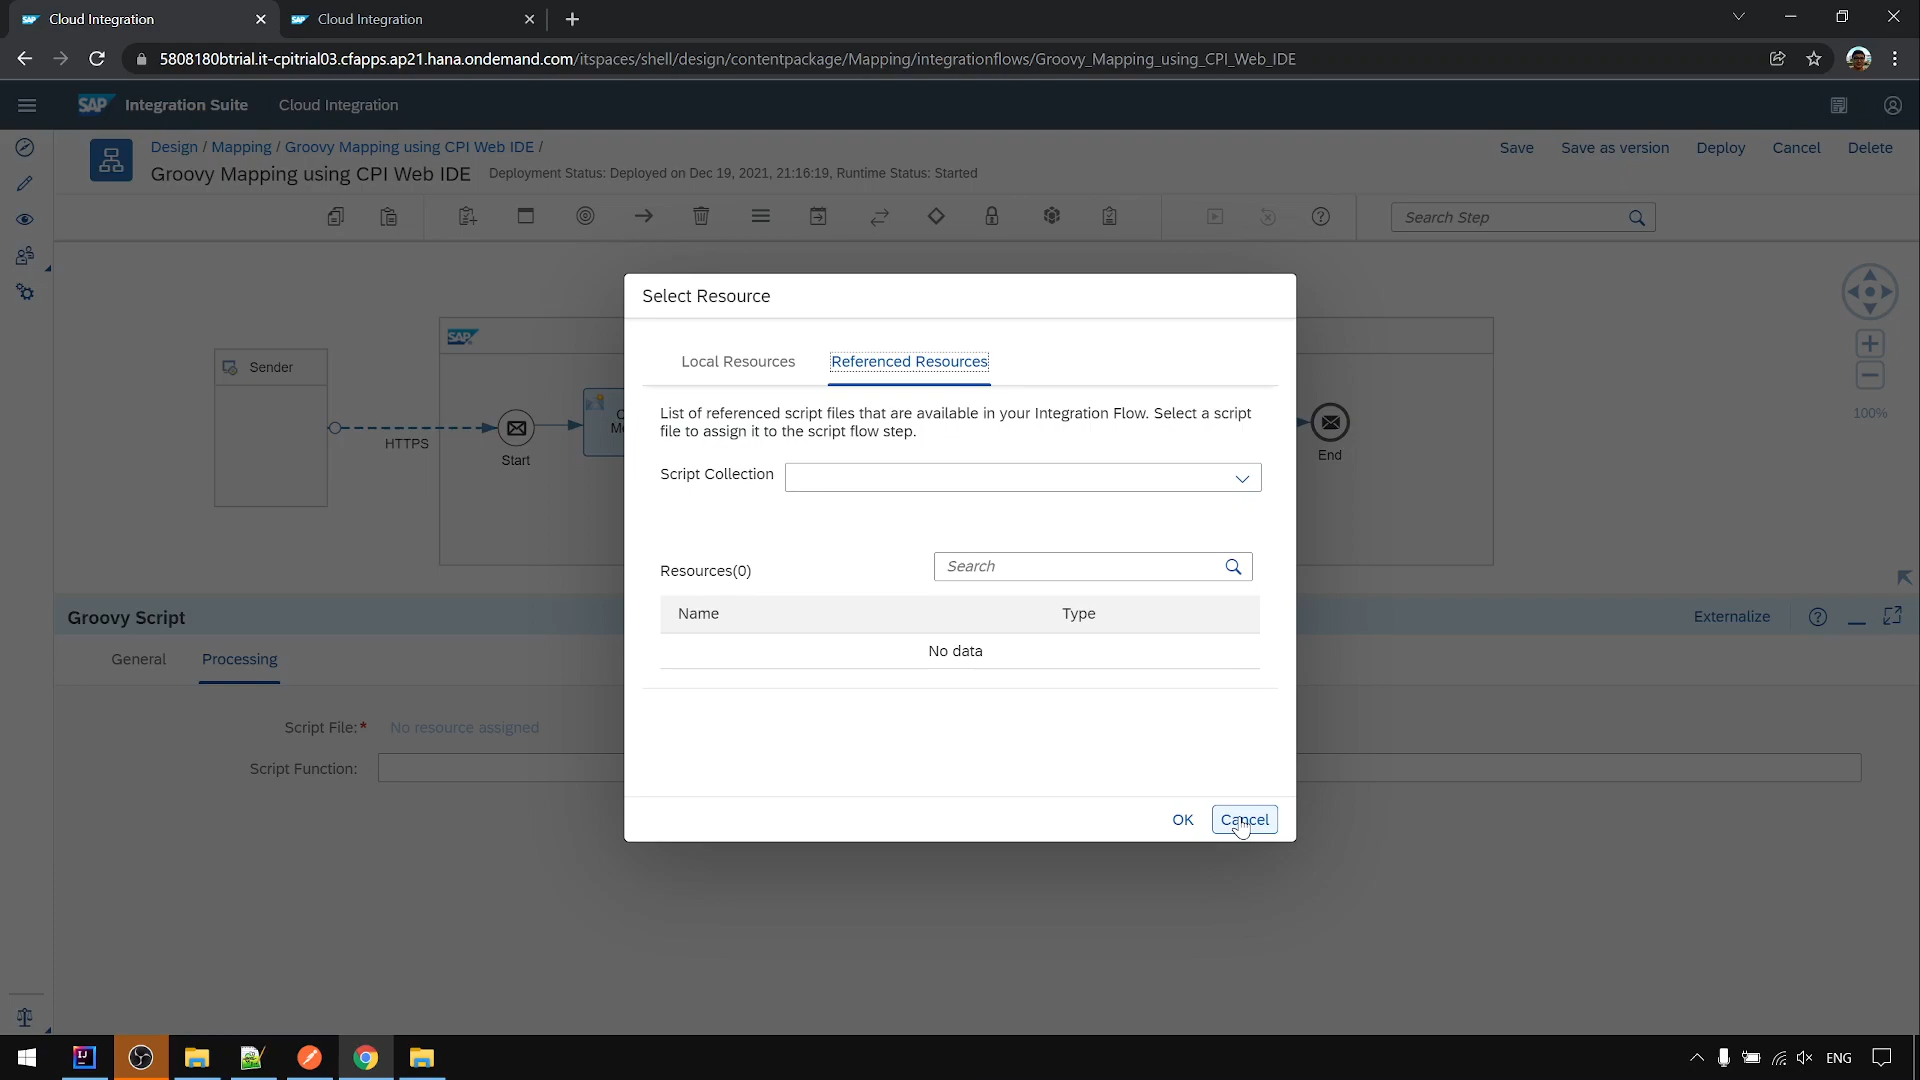 Cloud Integration
Cloud Integration
5808180btrial.it-cpitrial03.cfapps.ap21.hana.ondemand.com/itspaces/shell/design/contentpackage/Mapping/integrationflows/Groovy_Mapping_using_CPI_Web_IDE
SAP Integration Suite Cloud Integration
Design / Mapping / Groovy Mapping using CPI Web IDE /
Save Save as version Deploy Cancel Delete
Groovy Mapping using CPI Web IDE Deployment Status: Deployed on Dec 19, 2021, 21:16:19, Runtime Status: Started
Search Step
Select Resource
Local Resources Referenced Resources
List of referenced script files that are available in your Integration Flow. Select a script
file to assign it to the script flow step.
Script Collection
Resources(0) Search
Name Type
No data
OK Cancel
SAP
Sender
HTTPS
Start
End
100%
Groovy Script Externalize
General Processing
Script File:* No resource assigned
Script Function:
ENG